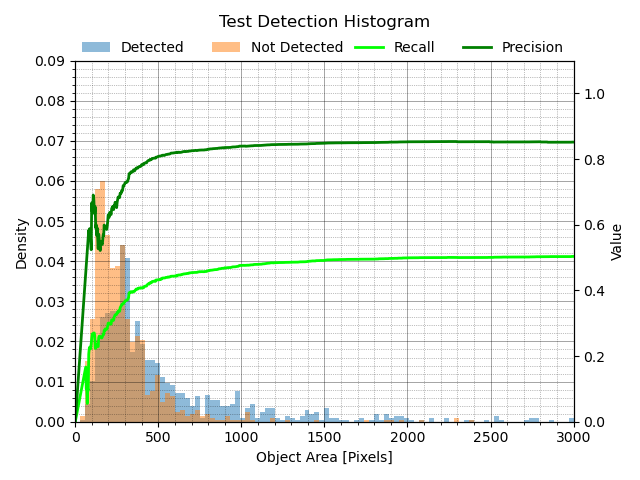 Test Detection Histogram
Detected Not Detected Recall Precision
0.09
0.08
0.07
0.06
0.05
0.04
0.03
0.02
0.01
0.00
Density
1.0
0.8
0.6
0.4
0.2
0.0
Value
0 500 1000 1500 2000 2500 3000
Object Area [Pixels]